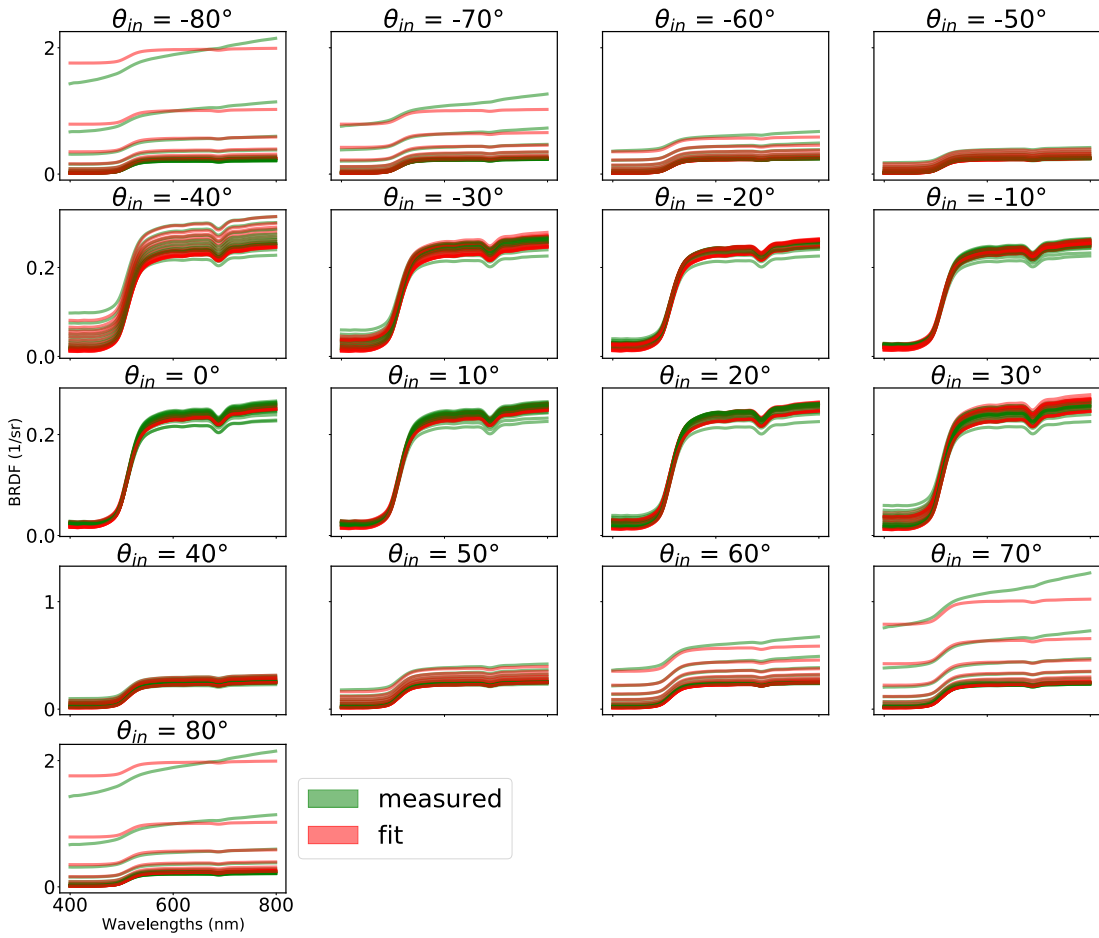 θin = -80° θin = -70° θin = -60° θin = -50°
2
1
0
θin = -40° θin = -30° θin = -20° θin = -10°
0.2
0.0
θin = 0° θin = 10° θin = 20° θin = 30°
0.2
0.0
BRDF (1/sr)
θin = 40° θin = 50° θin = 60° θin = 70°
1
0
θin = 80°
2
1
0
400 600 800
Wavelengths (nm)
measured
fit